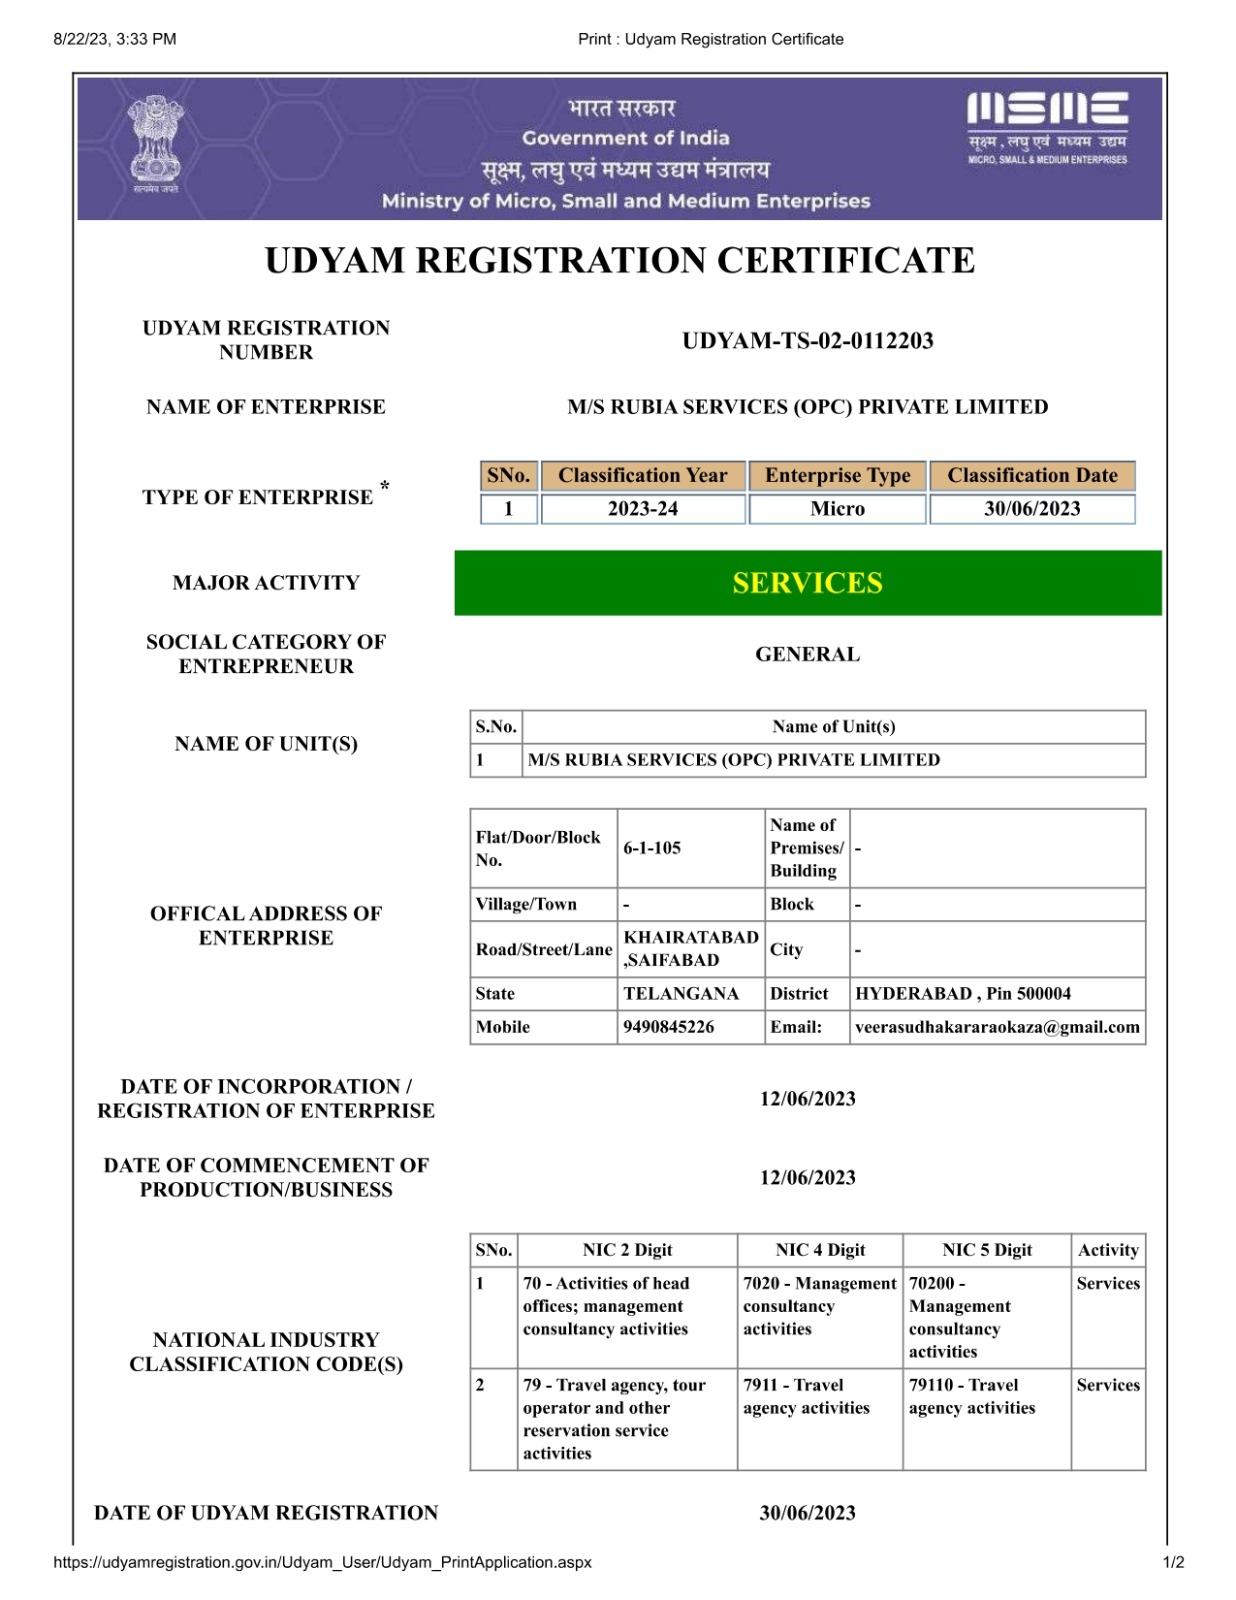 8/22/23, 3:33 PM
Print : Udyam Registration Certificate
सत्यमेव जयते
भारत सरकार
Government of India
सूक्ष्म, लघु एवं मध्यम उद्यम मंत्रालय
Ministry of Micro, Small and Medium Enterprises
MSME
सूक्ष्म , लघु एवं मध्यम उद्यम
MICRO, SMALL & MEDIUM ENTERPRISES
UDYAM REGISTRATION CERTIFICATE
UDYAM REGISTRATION
NUMBER
UDYAM-TS-02-0112203
NAME OF ENTERPRISE
M/S RUBIA SERVICES (OPC) PRIVATE LIMITED
TYPE OF ENTERPRISE *
SNo. Classification Year Enterprise Type Classification Date
1 2023-24 Micro 30/06/2023
MAJOR ACTIVITY
SERVICES
SOCIAL CATEGORY OF
ENTREPRENEUR
GENERAL
NAME OF UNIT(S)
S.No. Name of Unit(s)
1 M/S RUBIA SERVICES (OPC) PRIVATE LIMITED
OFFICAL ADDRESS OF
ENTERPRISE
Flat/Door/Block
No.
6-1-105
Name of
Premises/
Building
-
Village/Town - Block -
Road/Street/Lane
KHAIRATABAD
,SAIFABAD
City -
State TELANGANA District HYDERABAD , Pin 500004
Mobile 9490845226 Email: veerasudhakararaokaza@gmail.com
DATE OF INCORPORATION /
REGISTRATION OF ENTERPRISE
12/06/2023
DATE OF COMMENCEMENT OF
PRODUCTION/BUSINESS
12/06/2023
NATIONAL INDUSTRY
CLASSIFICATION CODE(S)
SNo. NIC 2 Digit NIC 4 Digit NIC 5 Digit Activity
1
70 - Activities of head
offices; management
consultancy activities
7020 - Management
consultancy
activities
70200 -
Management
consultancy
activities
Services
2
79 - Travel agency, tour
operator and other
reservation service
activities
7911 - Travel
agency activities
79110 - Travel
agency activities
Services
DATE OF UDYAM REGISTRATION
30/06/2023
https://udyamregistration.gov.in/Udyam_User/Udyam_PrintApplication.aspx
1/2